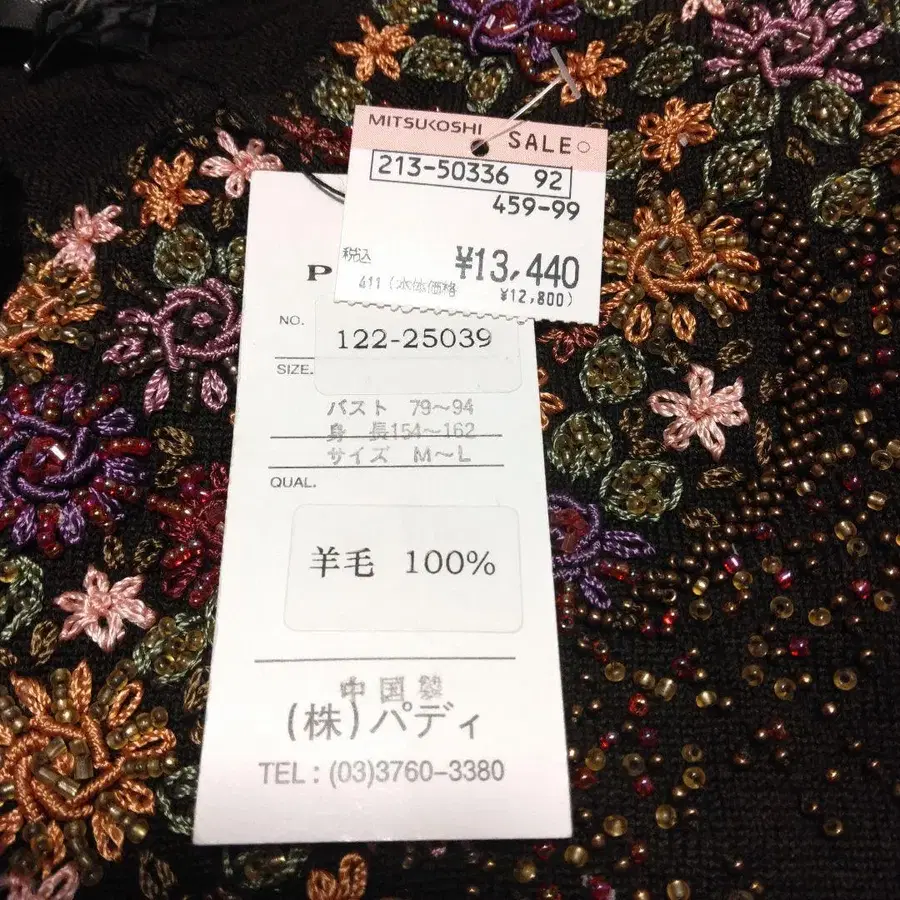 MITSUKOSHI SALE
213-50336 92
459-99
税込 ¥13,440
411 (本体価格 ¥12,800)
P
NO. 122-25039
SIZE.
バスト 79〜94
身 長154〜162
サイズ M〜L
QUAL.
羊毛 100%
中国製
(株)パディ
TEL : (03)3760-3380